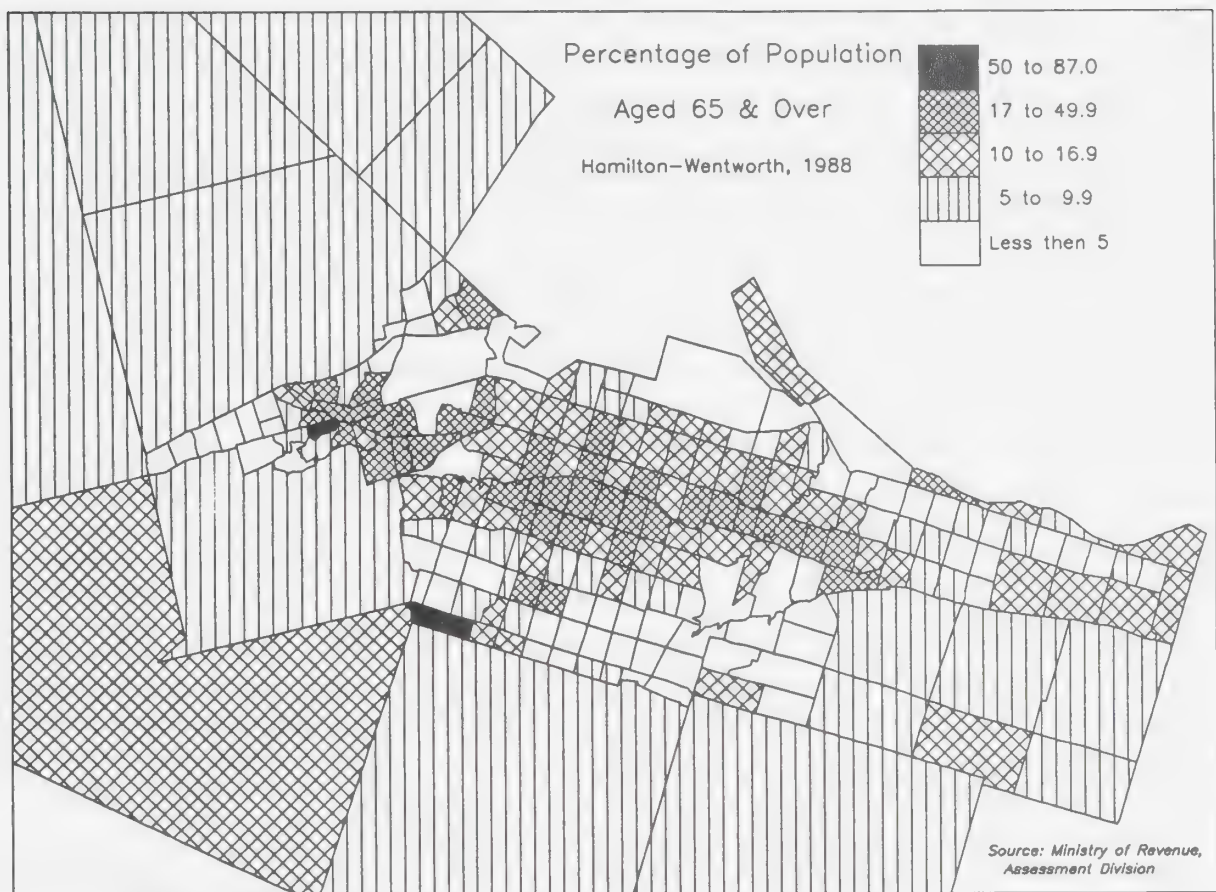 Percentage of Population
Aged 65 & Over
Hamilton-Wentworth, 1988
50 to 87.0
17 to 49.9
10 to 16.9
5 to 9.9
Less then 5
Source: Ministry of Revenue,
Assessment Division